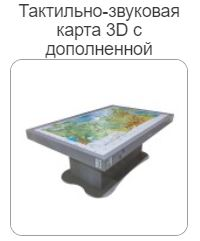 Тактильно-звуковая
карта 3D с
дополненной